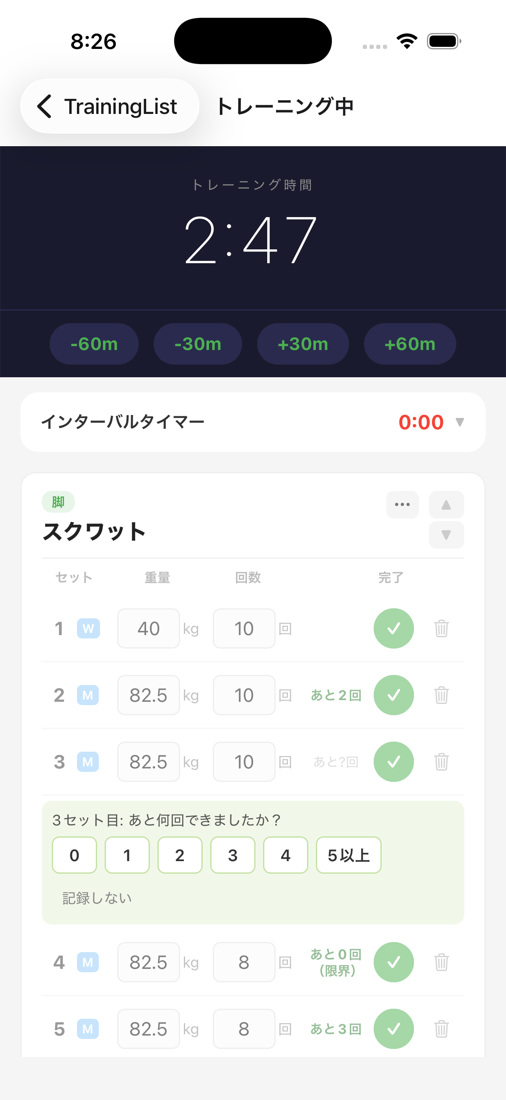 8:26
TrainingList トレーニング中
トレーニング時間
2:47
-60m -30m +30m +60m
インターバルタイマー 0:00 ▼
脚
スクワット
セット 重量 回数 完了
1 W 40 kg 10 回
2 M 82.5 kg 10 回 あと2回
3 M 82.5 kg 10 回 あと?回
3セット目: あと何回できましたか？
0 1 2 3 4 5以上
記録しない
4 M 82.5 kg 8 回 あと0回
（限界）
5 M 82.5 kg 8 回 あと3回